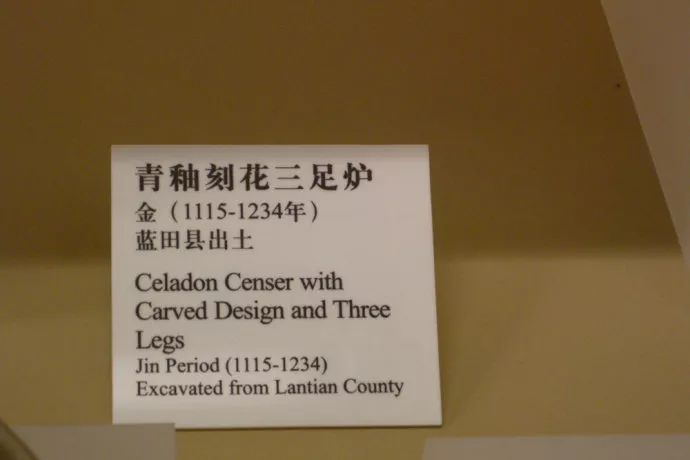 青釉刻花三足炉
金（1115-1234年）
蓝田县出土
Celadon Censer with
Carved Design and Three
Legs
Jin Period (1115-1234)
Excavated from Lantian County